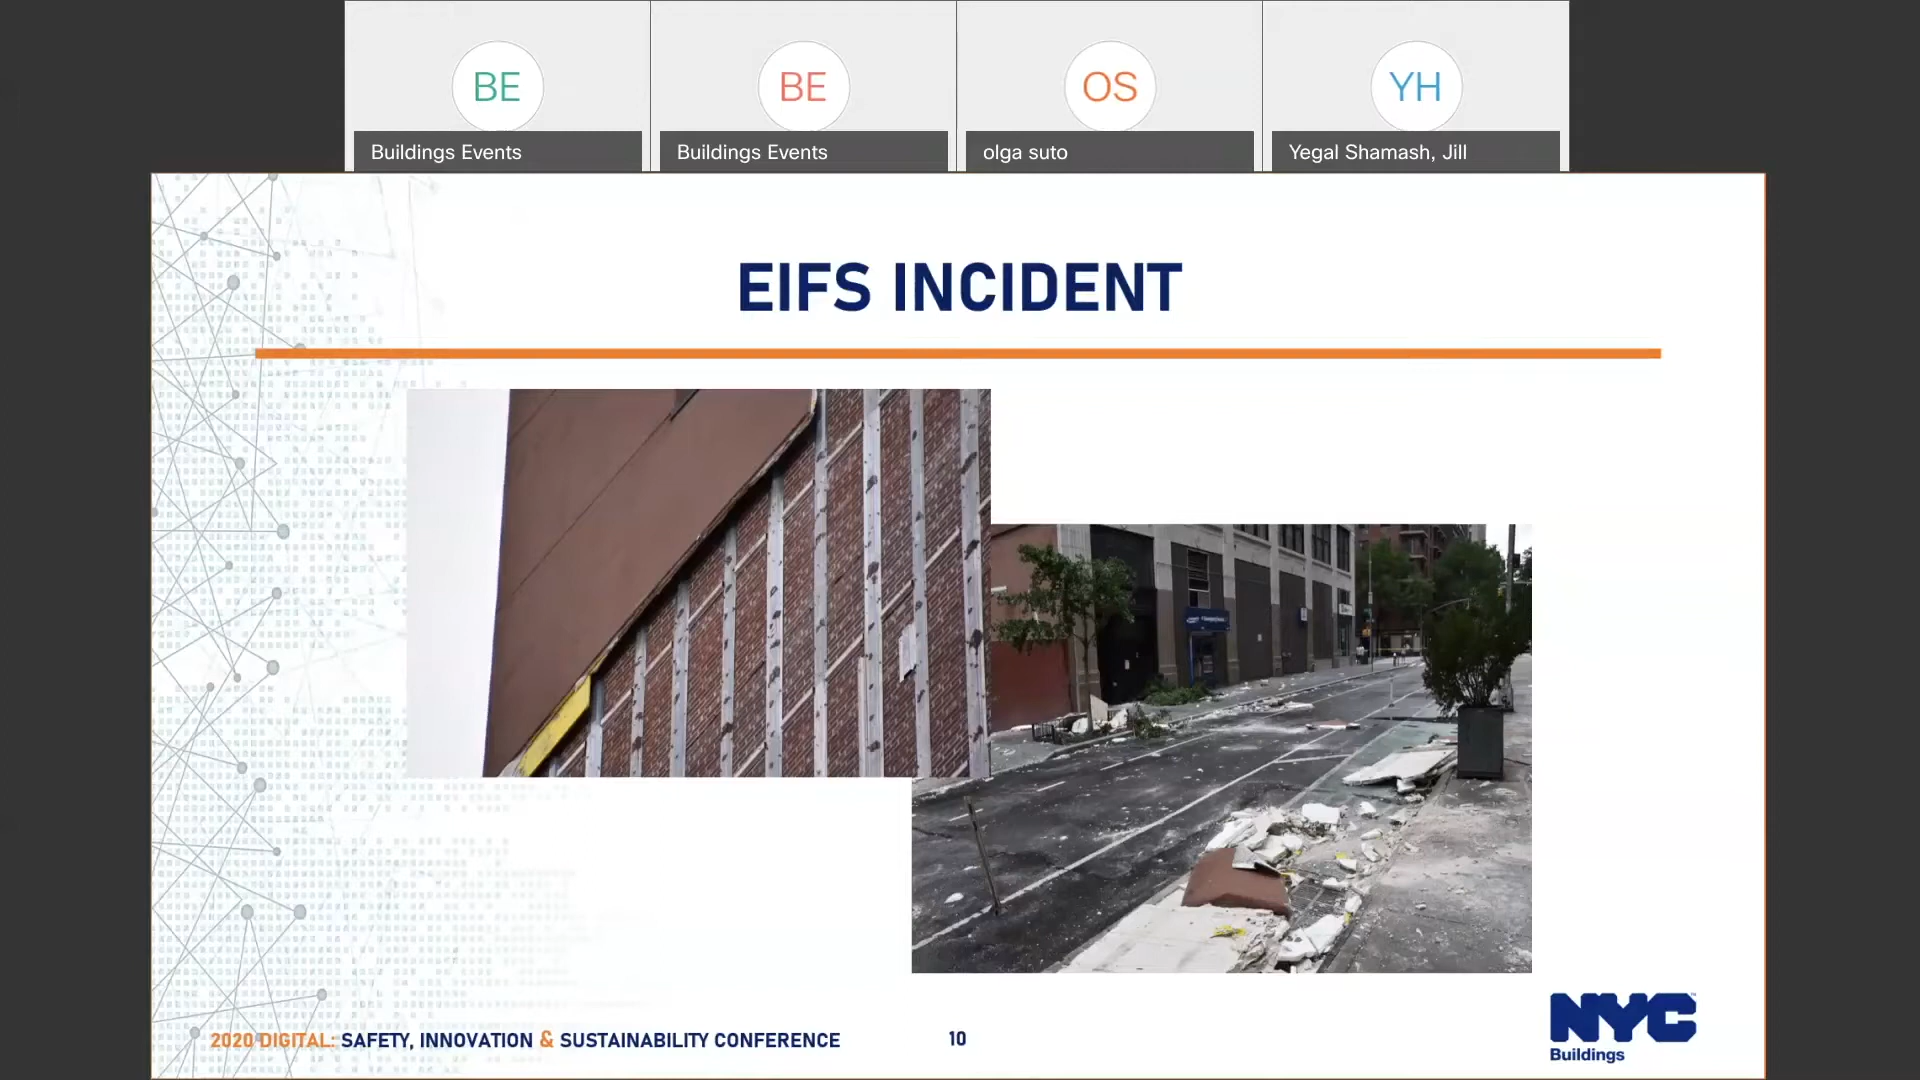 BE
BE
OS
YH
Buildings Events
Buildings Events
olga suto
Yegal Shamash, Jill
EIFS INCIDENT
2020 DIGITAL: SAFETY, INNOVATION & SUSTAINABILITY CONFERENCE
10
NYC
Buildings